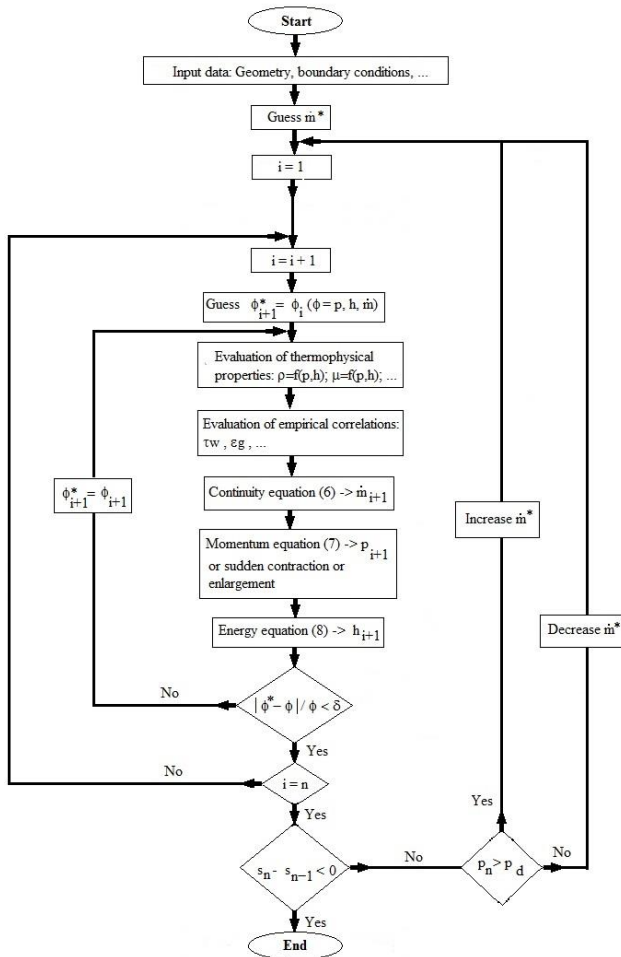 Start
Input data: Geometry, boundary conditions, ...
Guess ṁ*
i = 1
i = i + 1
Guess ϕ*i+1 = ϕi (ϕ = p, h, ṁ)
Evaluation of thermophysical
properties: ρ=f(p,h); μ=f(p,h); ...
Evaluation of empirical correlations:
τw , εg , ...
ϕ*i+1 = ϕi+1
Continuity equation (6) -> ṁi+1
Increase ṁ*
Momentum equation (7) -> pi+1
or sudden contraction or
enlargement
Energy equation (8) -> hi+1
Decrease ṁ*
No
|ϕ* − ϕ| / ϕ < δ
Yes
No
i = n
Yes
Yes
sn - sn−1 < 0
No
pn > pd
No
Yes
End